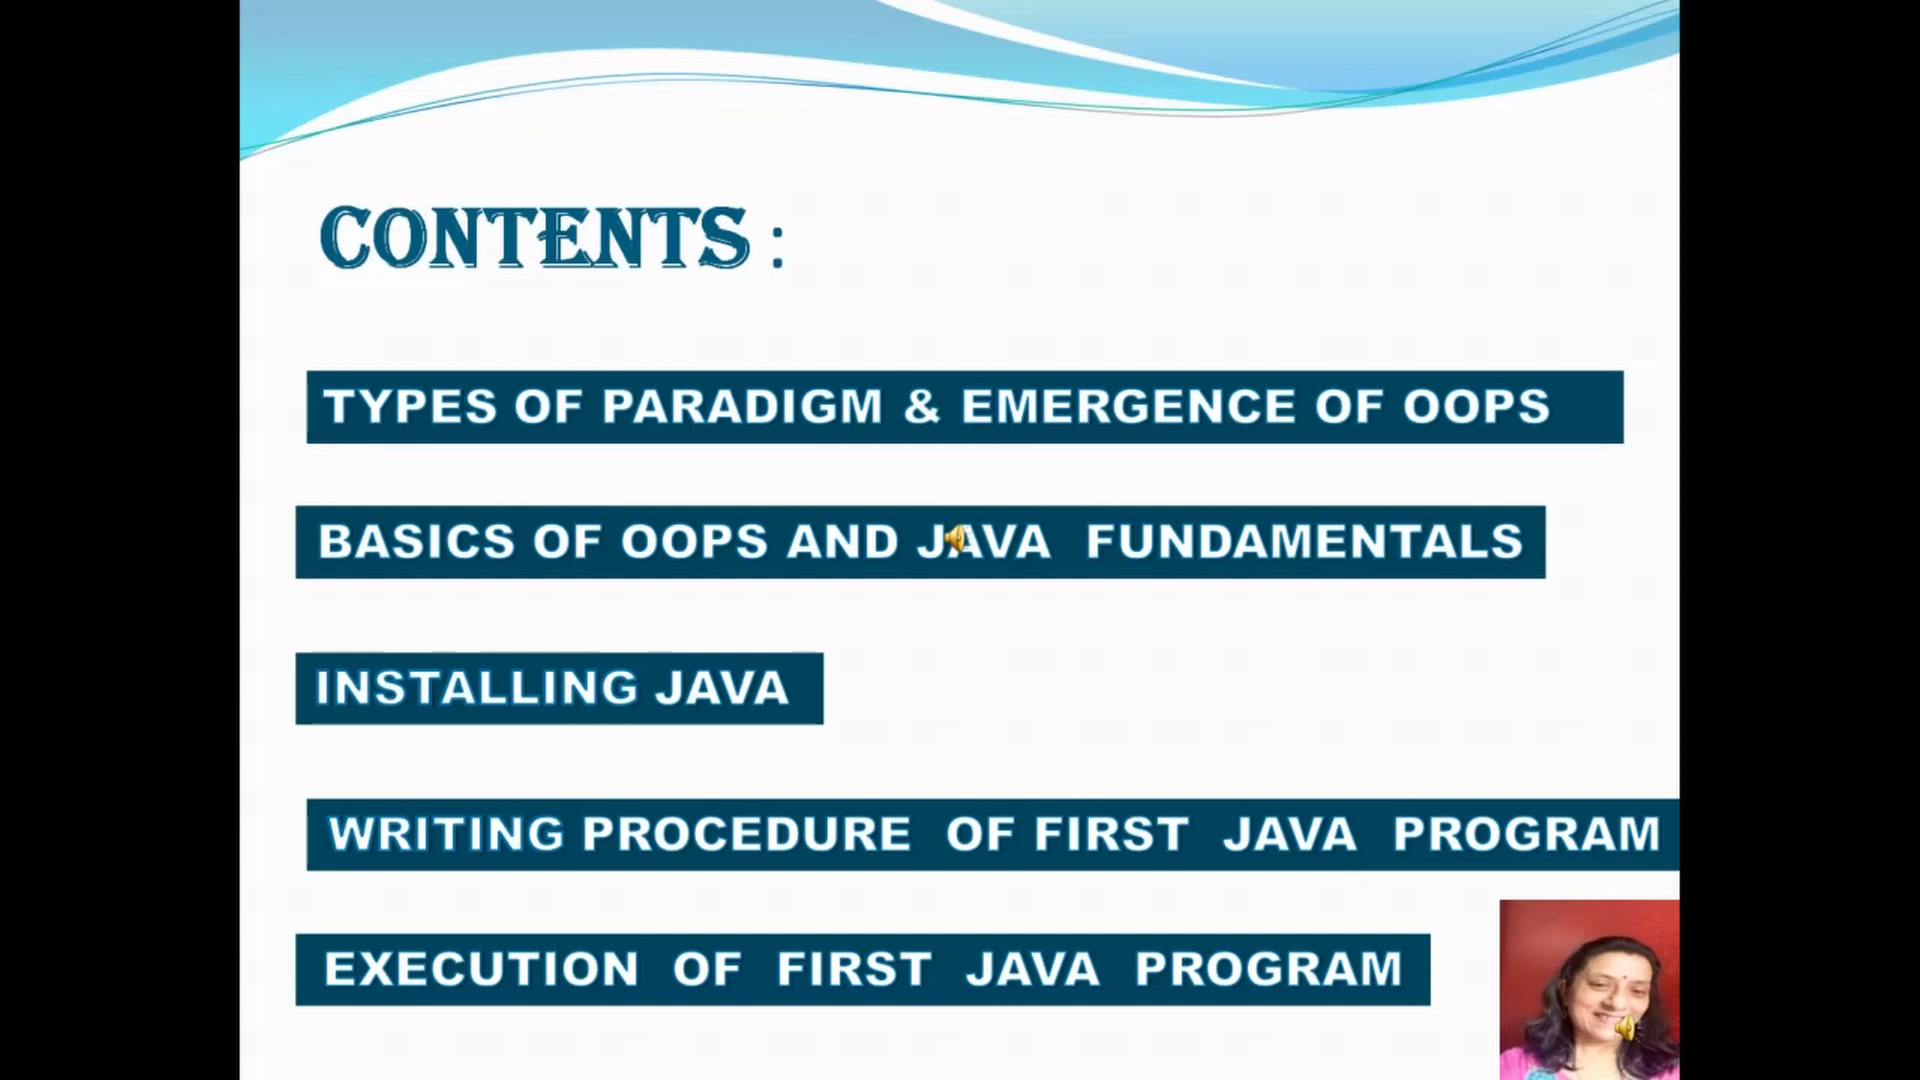 CONTENTS :
TYPES OF PARADIGM & EMERGENCE OF OOPS
BASICS OF OOPS AND JAVA FUNDAMENTALS
INSTALLING JAVA
WRITING PROCEDURE OF FIRST JAVA PROGRAM
EXECUTION OF FIRST JAVA PROGRAM